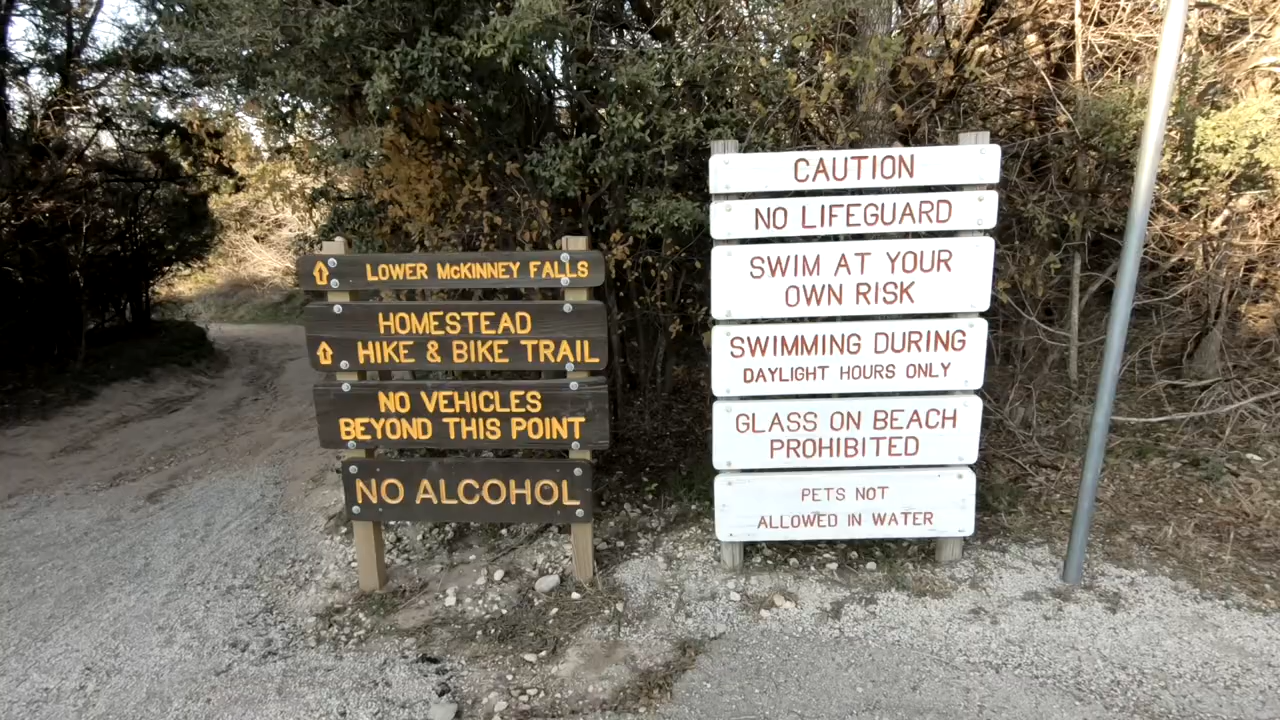 LOWER McKINNEY FALLS
HOMESTEAD
HIKE & BIKE TRAIL
NO VEHICLES
BEYOND THIS POINT
NO ALCOHOL
CAUTION
NO LIFEGUARD
SWIM AT YOUR
OWN RISK
SWIMMING DURING
DAYLIGHT HOURS ONLY
GLASS ON BEACH
PROHIBITED
PETS NOT
ALLOWED IN WATER